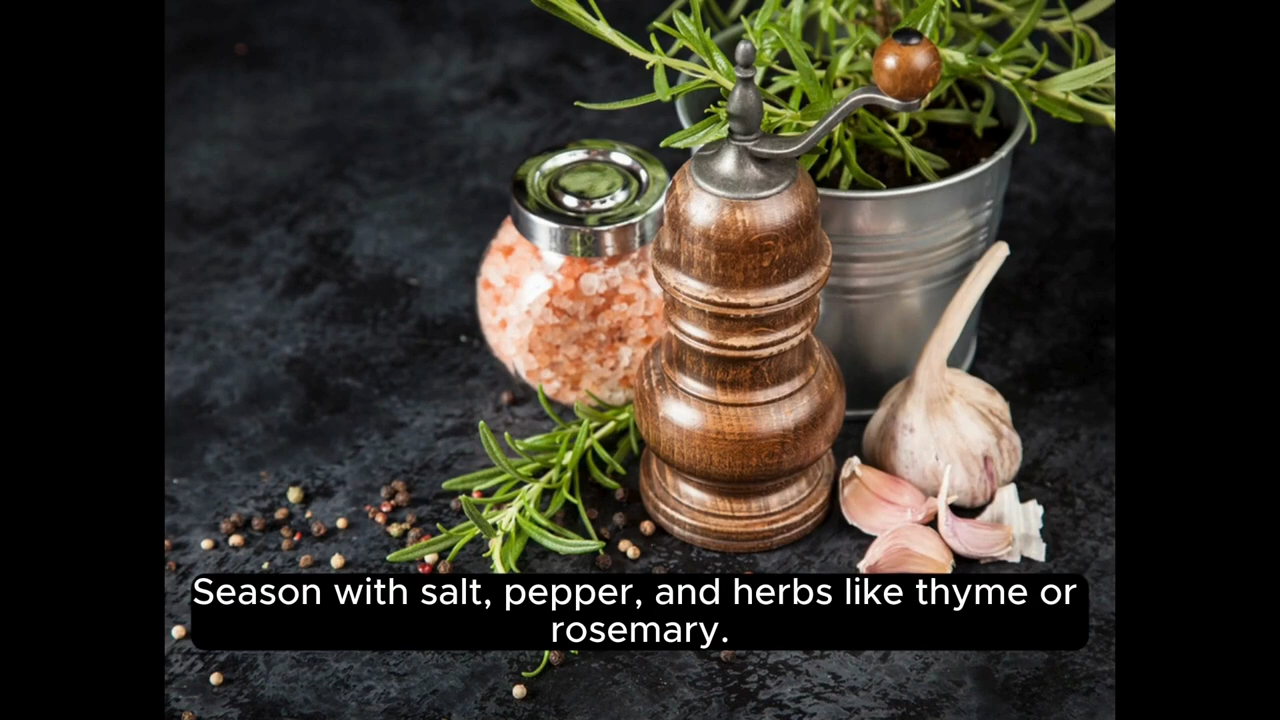 Season with salt, pepper, and herbs like thyme or
rosemary.